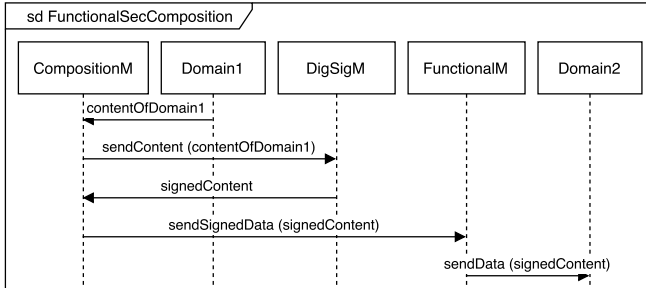 sd FunctionalSecComposition
CompositionM
Domain1
DigSigM
FunctionalM
Domain2
contentOfDomain1
sendContent (contentOfDomain1)
signedContent
sendSignedData (signedContent)
sendData (signedContent)